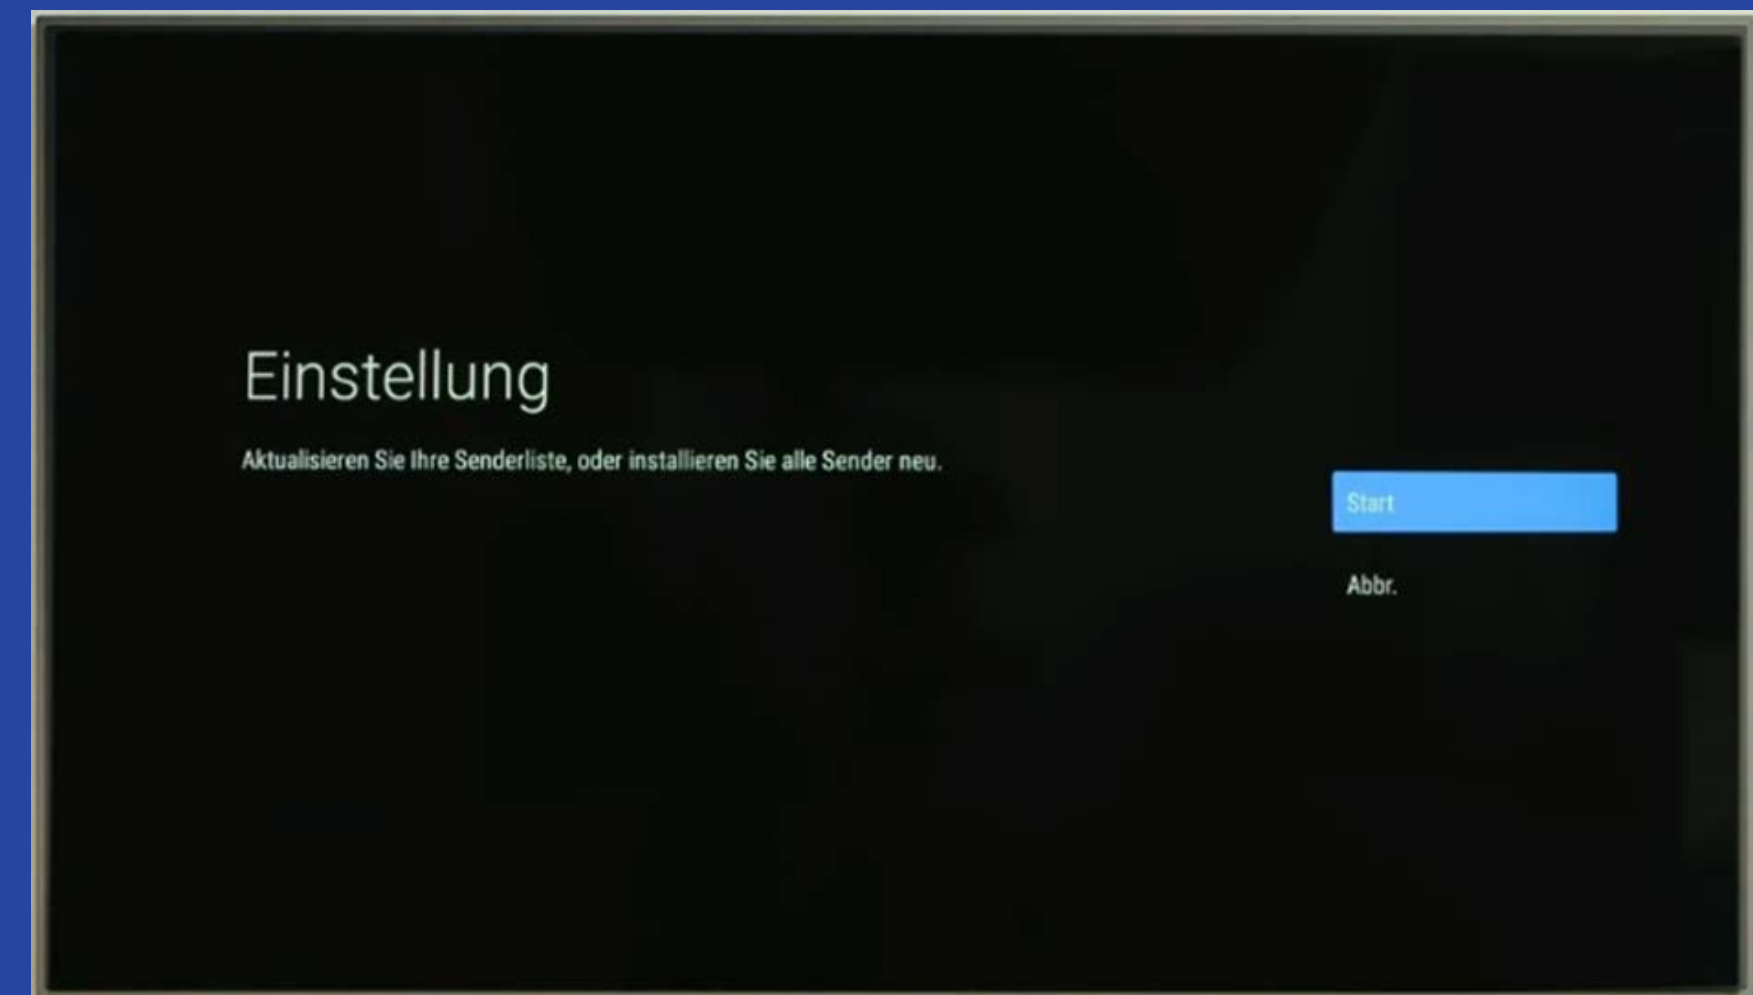 Einstellung
Aktualisieren Sie Ihre Senderliste, oder installieren Sie alle Sender neu.
Start
Abbr.